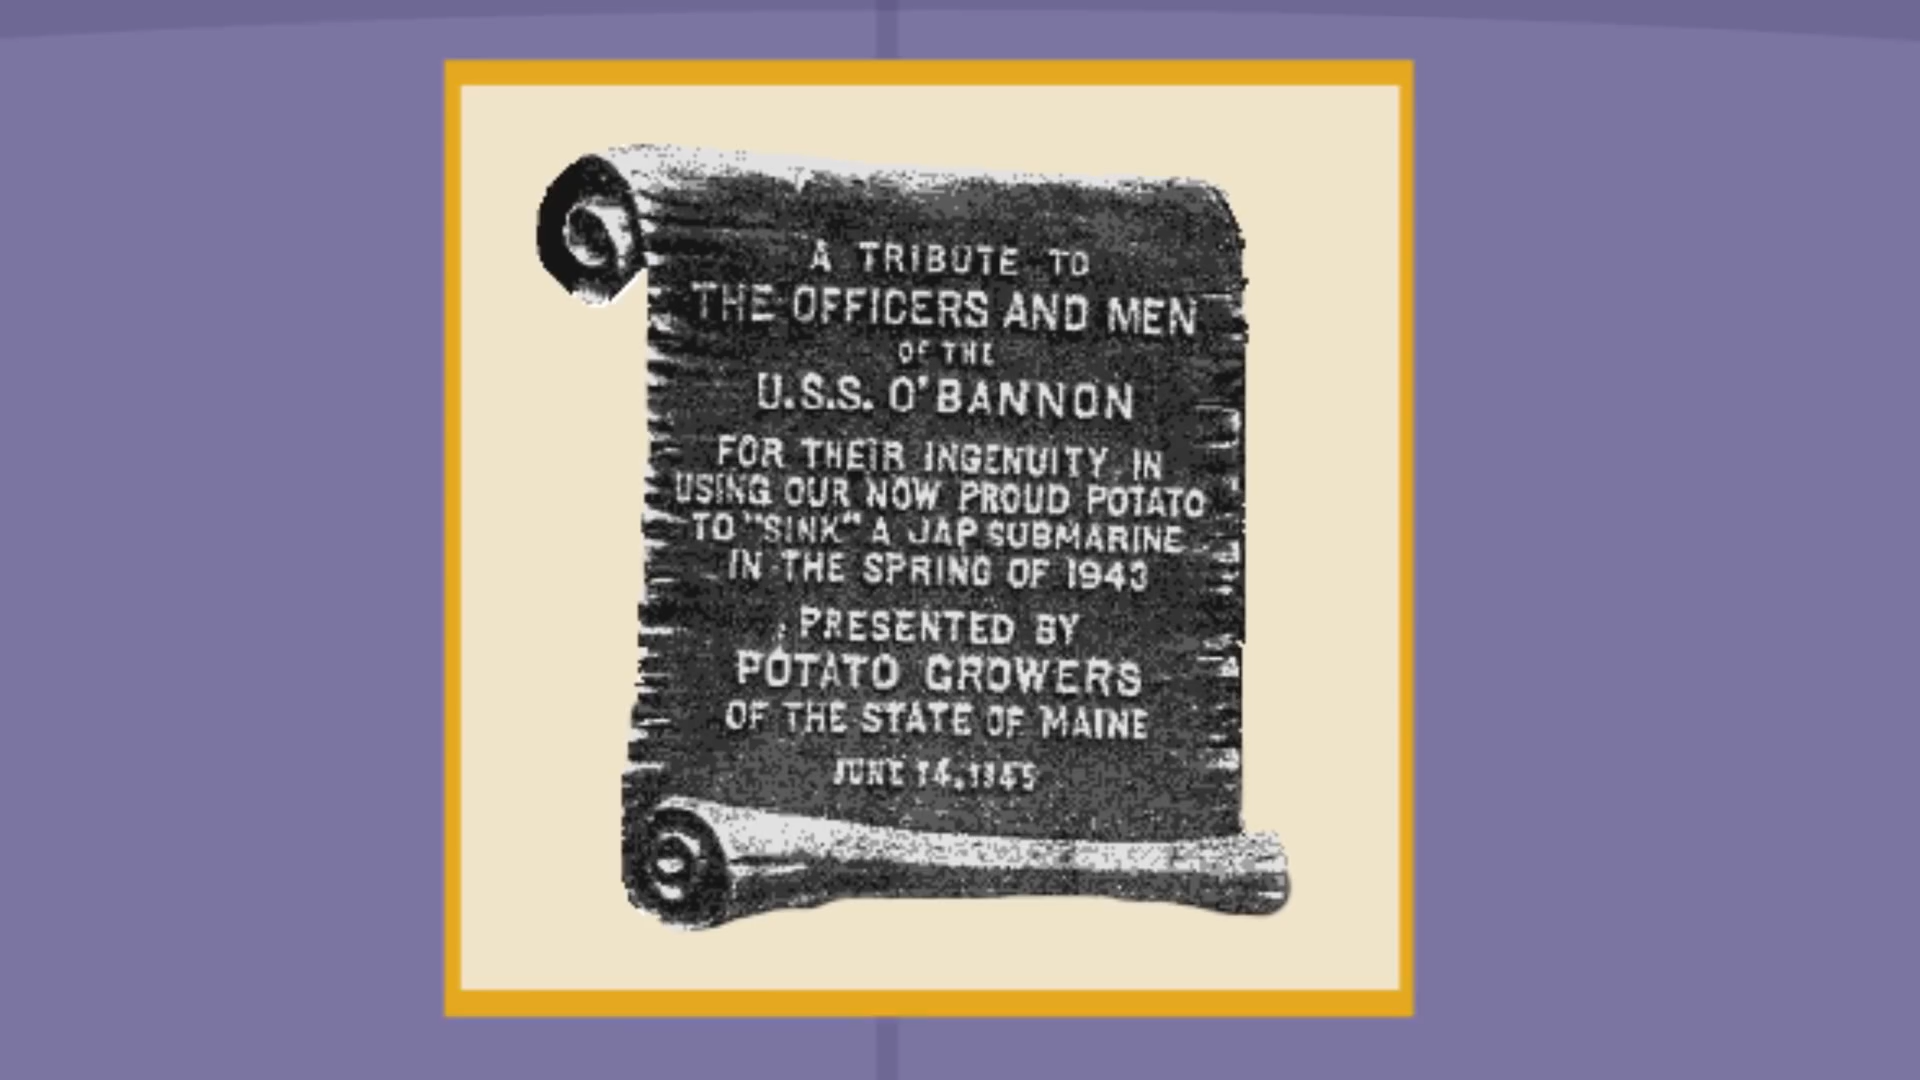 A TRIBUTE TO
THE OFFICERS AND MEN
OF THE
U.S.S. O'BANNON
FOR THEIR INGENUITY IN
USING OUR NOW PROUD POTATO
TO "SINK" A JAP SUBMARINE
IN THE SPRING OF 1943
PRESENTED BY
POTATO GROWERS
OF THE STATE OF MAINE
JUNE 14, 1945